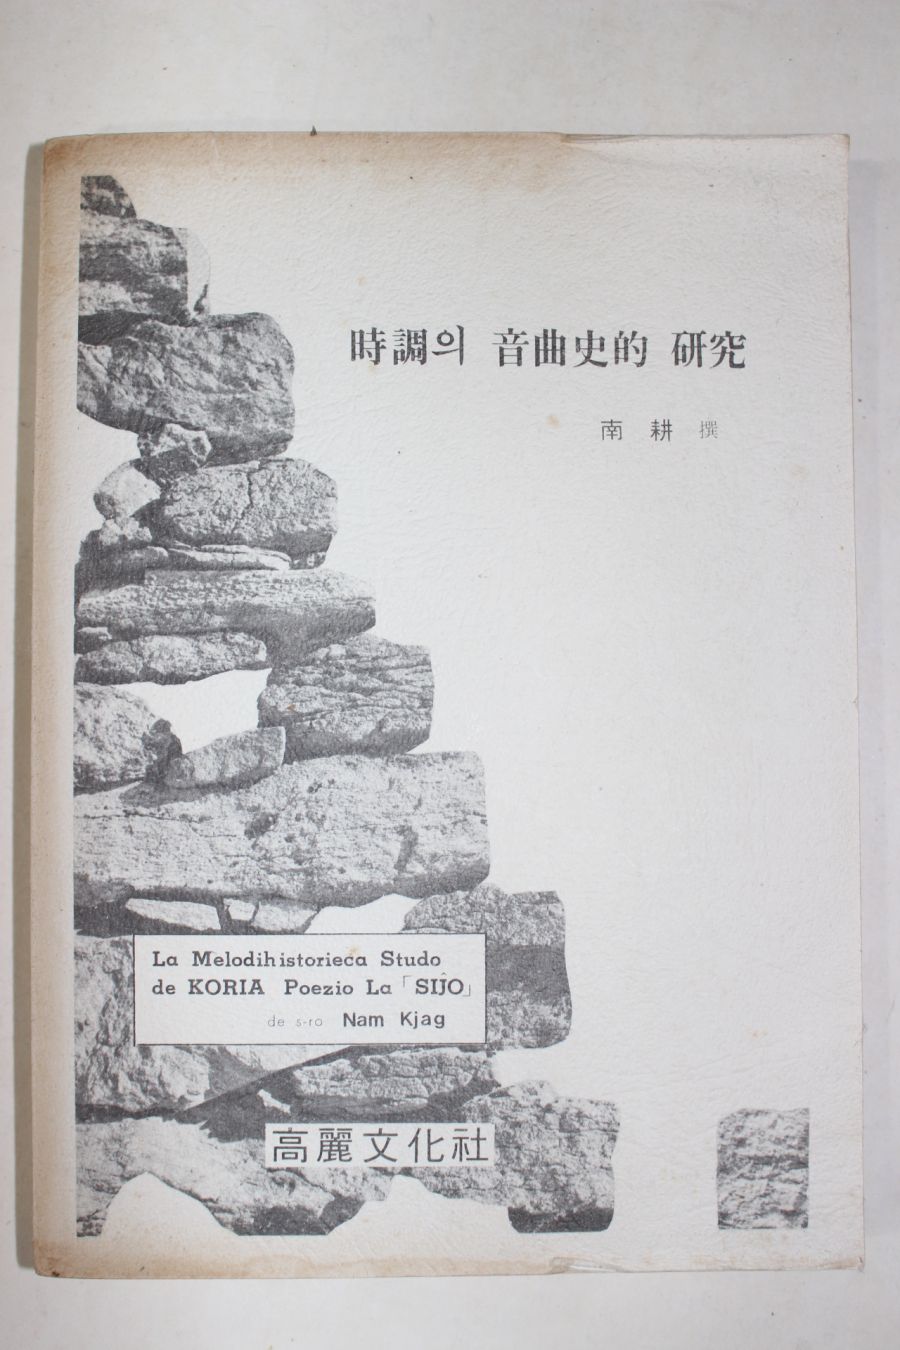 時調의 音曲史的 研究
南 耕 撰
La Melodihistorieca Studo
de KORIA Poezio La「SIĴO」
de s-ro Nam Kjag
高麗文化社